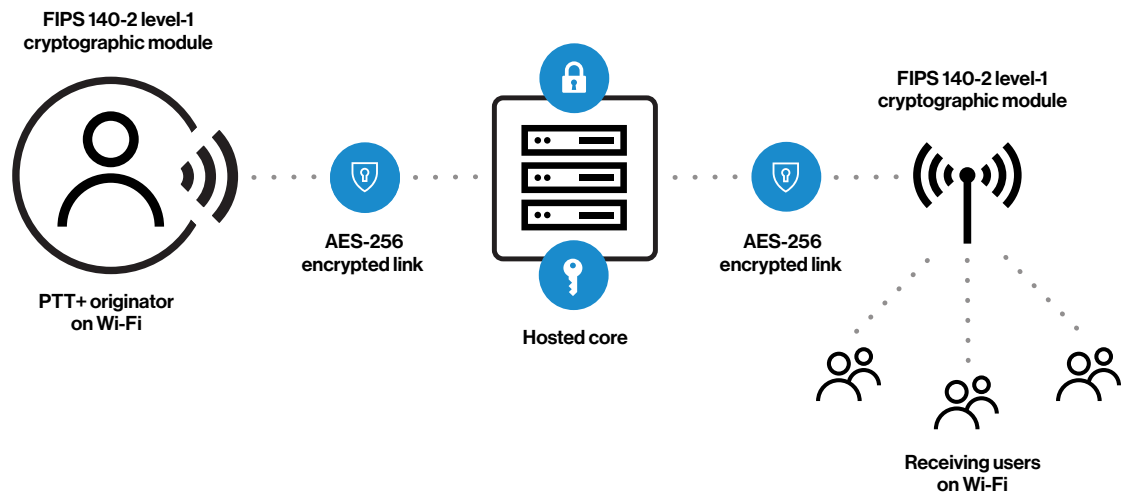 FIPS 140-2 level-1
cryptographic module
PTT+ originator
on Wi-Fi
AES-256
encrypted link
Hosted core
AES-256
encrypted link
FIPS 140-2 level-1
cryptographic module
Receiving users
on Wi-Fi